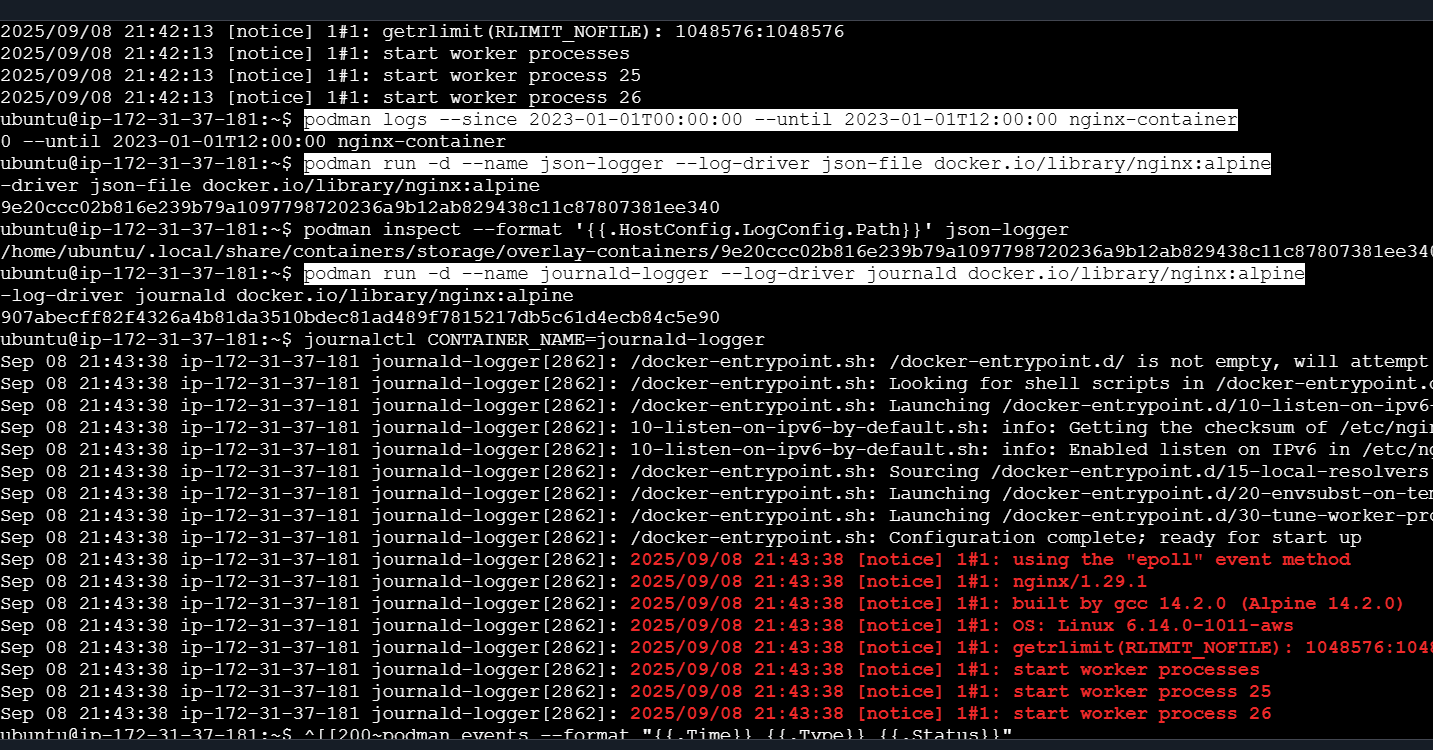 2025/09/08 21:42:13 [notice] 1#1: getrlimit(RLIMIT_NOFILE): 1048576:1048576
2025/09/08 21:42:13 [notice] 1#1: start worker processes
2025/09/08 21:42:13 [notice] 1#1: start worker process 25
2025/09/08 21:42:13 [notice] 1#1: start worker process 26
ubuntu@ip-172-31-37-181:~$ podman logs --since 2023-01-01T00:00:00 --until 2023-01-01T12:00:00 nginx-container
0 --until 2023-01-01T12:00:00 nginx-container
ubuntu@ip-172-31-37-181:~$ podman run -d --name json-logger --log-driver json-file docker.io/library/nginx:alpine
-driver json-file docker.io/library/nginx:alpine
9e20ccc02b816e239b79a1097798720236a9b12ab829438c11c87807381ee340
ubuntu@ip-172-31-37-181:~$ podman inspect --format '{{.HostConfig.LogConfig.Path}}' json-logger
/home/ubuntu/.local/share/containers/storage/overlay-containers/9e20ccc02b816e239b79a1097798720236a9b12ab829438c11c87807381ee340
ubuntu@ip-172-31-37-181:~$ podman run -d --name journald-logger --log-driver journald docker.io/library/nginx:alpine
-log-driver journald docker.io/library/nginx:alpine
907abecff82f4326a4b81da3510bdec81ad489f7815217db5c61d4ecb84c5e90
ubuntu@ip-172-31-37-181:~$ journalctl CONTAINER_NAME=journald-logger
Sep 08 21:43:38 ip-172-31-37-181 journald-logger[2862]: /docker-entrypoint.sh: /docker-entrypoint.d/ is not empty, will attempt
Sep 08 21:43:38 ip-172-31-37-181 journald-logger[2862]: /docker-entrypoint.sh: Looking for shell scripts in /docker-entrypoint.d
Sep 08 21:43:38 ip-172-31-37-181 journald-logger[2862]: /docker-entrypoint.sh: Launching /docker-entrypoint.d/10-listen-on-ipv6-
Sep 08 21:43:38 ip-172-31-37-181 journald-logger[2862]: 10-listen-on-ipv6-by-default.sh: info: Getting the checksum of /etc/ngin
Sep 08 21:43:38 ip-172-31-37-181 journald-logger[2862]: 10-listen-on-ipv6-by-default.sh: info: Enabled listen on IPv6 in /etc/ng
Sep 08 21:43:38 ip-172-31-37-181 journald-logger[2862]: /docker-entrypoint.sh: Sourcing /docker-entrypoint.d/15-local-resolvers
Sep 08 21:43:38 ip-172-31-37-181 journald-logger[2862]: /docker-entrypoint.sh: Launching /docker-entrypoint.d/20-envsubst-on-tem
Sep 08 21:43:38 ip-172-31-37-181 journald-logger[2862]: /docker-entrypoint.sh: Launching /docker-entrypoint.d/30-tune-worker-pro
Sep 08 21:43:38 ip-172-31-37-181 journald-logger[2862]: /docker-entrypoint.sh: Configuration complete; ready for start up
Sep 08 21:43:38 ip-172-31-37-181 journald-logger[2862]: 2025/09/08 21:43:38 [notice] 1#1: using the "epoll" event method
Sep 08 21:43:38 ip-172-31-37-181 journald-logger[2862]: 2025/09/08 21:43:38 [notice] 1#1: nginx/1.29.1
Sep 08 21:43:38 ip-172-31-37-181 journald-logger[2862]: 2025/09/08 21:43:38 [notice] 1#1: built by gcc 14.2.0 (Alpine 14.2.0)
Sep 08 21:43:38 ip-172-31-37-181 journald-logger[2862]: 2025/09/08 21:43:38 [notice] 1#1: OS: Linux 6.14.0-1011-aws
Sep 08 21:43:38 ip-172-31-37-181 journald-logger[2862]: 2025/09/08 21:43:38 [notice] 1#1: getrlimit(RLIMIT_NOFILE): 1048576:1048
Sep 08 21:43:38 ip-172-31-37-181 journald-logger[2862]: 2025/09/08 21:43:38 [notice] 1#1: start worker processes
Sep 08 21:43:38 ip-172-31-37-181 journald-logger[2862]: 2025/09/08 21:43:38 [notice] 1#1: start worker process 25
Sep 08 21:43:38 ip-172-31-37-181 journald-logger[2862]: 2025/09/08 21:43:38 [notice] 1#1: start worker process 26
ubuntu@ip-172-31-37-181:~$ ^[[200~podman events --format "{{.Time}} {{.Type}} {{.Status}}"